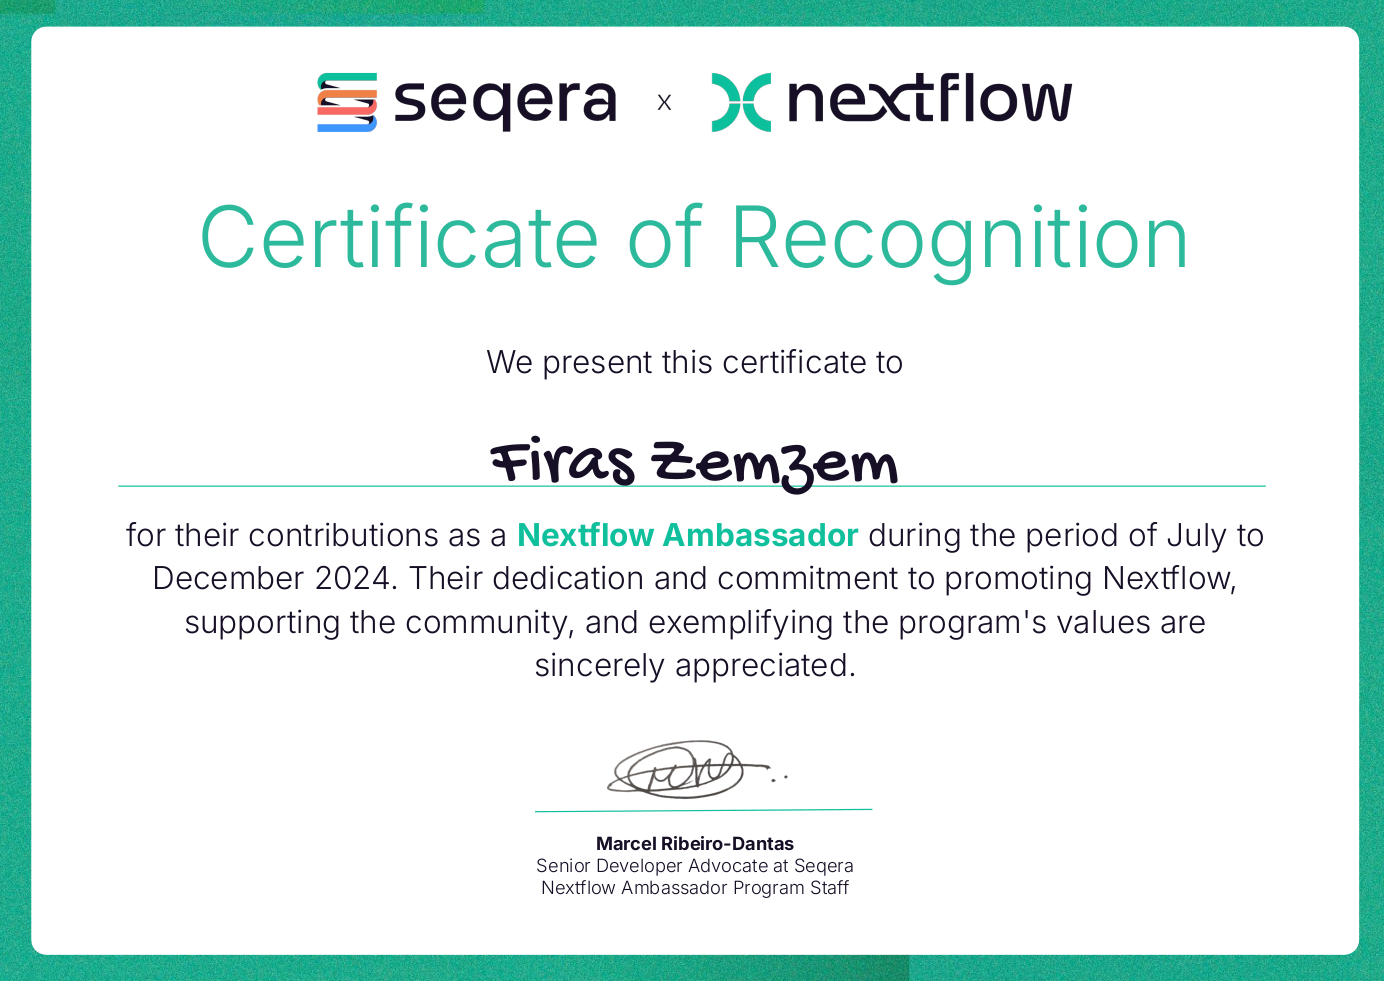 seqera x nextflow
Certificate of Recognition
We present this certificate to
Firas Zemzem
for their contributions as a Nextflow Ambassador during the period of July to
December 2024. Their dedication and commitment to promoting Nextflow,
supporting the community, and exemplifying the program's values are
sincerely appreciated.
Marcel Ribeiro-Dantas
Senior Developer Advocate at Seqera
Nextflow Ambassador Program Staff